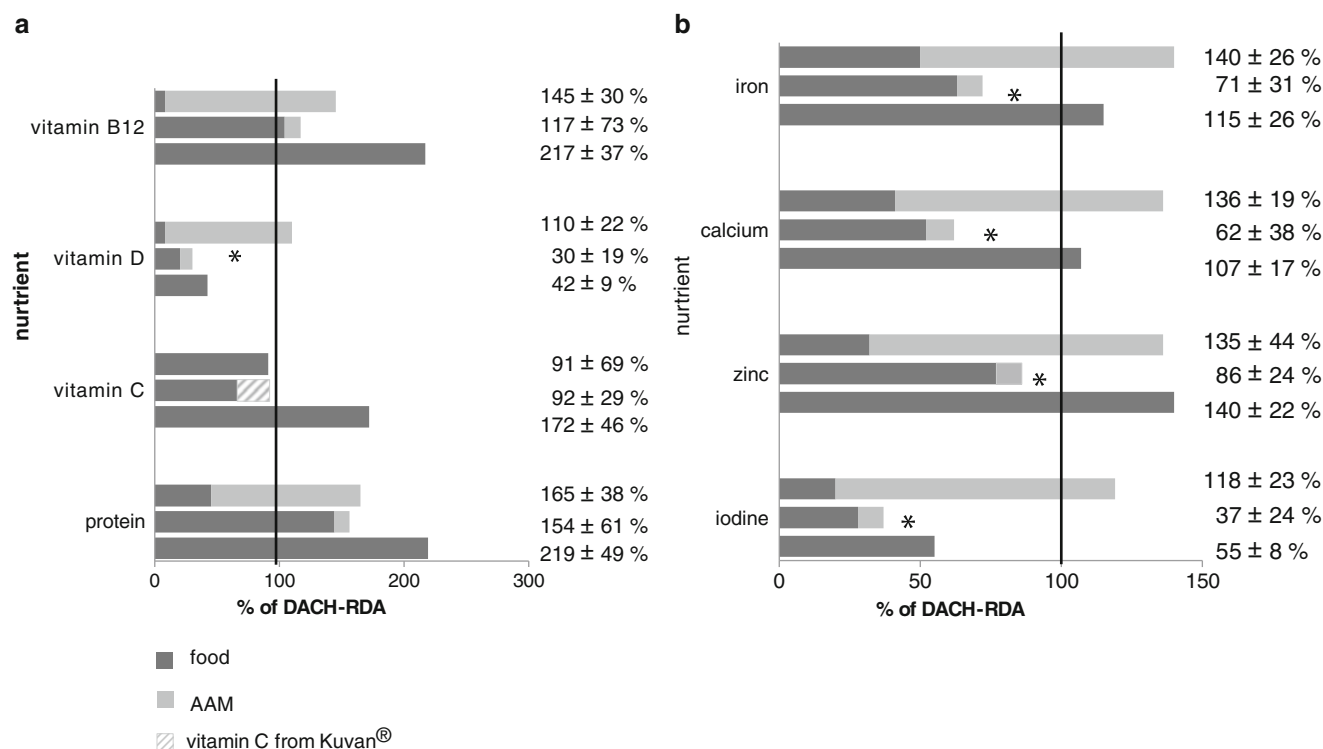 a
vitamin B12
145 ± 30 %
117 ± 73 %
217 ± 37 %
vitamin D
*
110 ± 22 %
30 ± 19 %
42 ± 9 %
nurtrient
vitamin C
91 ± 69 %
92 ± 29 %
172 ± 46 %
protein
165 ± 38 %
154 ± 61 %
219 ± 49 %
0 100 200 300
% of DACH-RDA
food
AAM
vitamin C from Kuvan®
b
iron
*
140 ± 26 %
71 ± 31 %
115 ± 26 %
calcium
*
136 ± 19 %
62 ± 38 %
107 ± 17 %
nurtrient
zinc
*
135 ± 44 %
86 ± 24 %
140 ± 22 %
iodine
*
118 ± 23 %
37 ± 24 %
55 ± 8 %
0 50 100 150
% of DACH-RDA